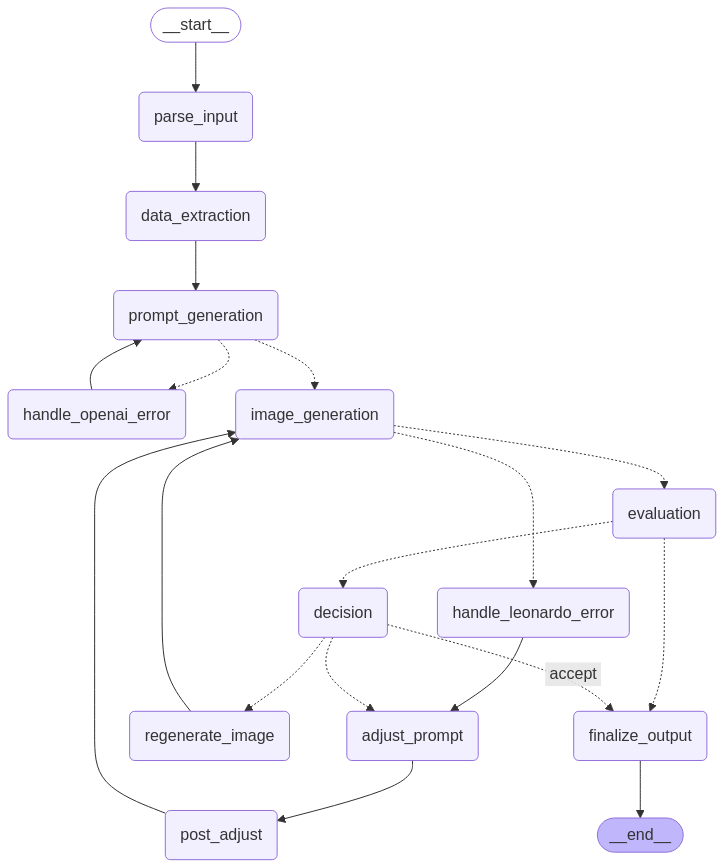 __start__
parse_input
data_extraction
prompt_generation
handle_openai_error
image_generation
evaluation
decision
handle_leonardo_error
accept
regenerate_image
adjust_prompt
finalize_output
post_adjust
__end__